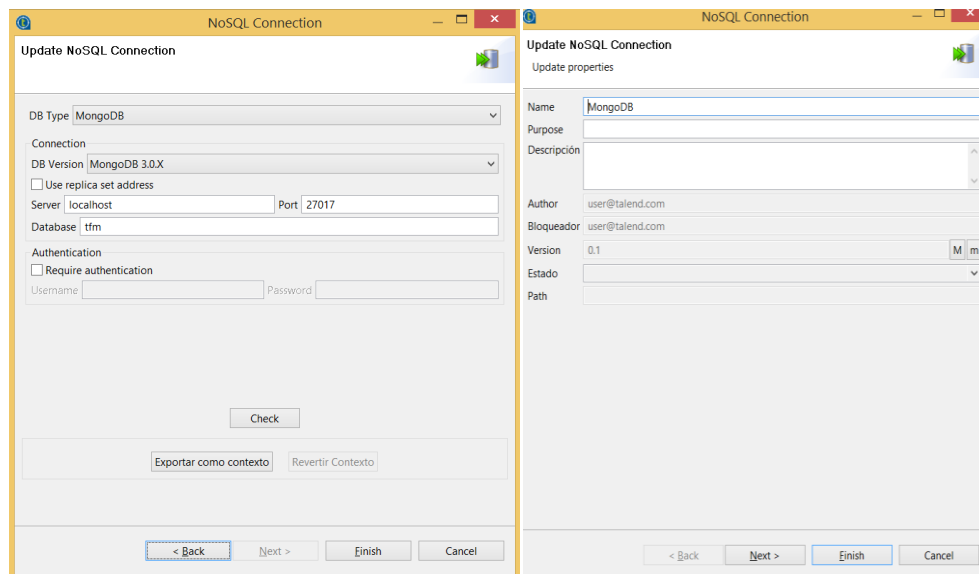 NoSQL Connection
Update NoSQL Connection
DB Type MongoDB
Connection
DB Version MongoDB 3.0.X
Use replica set address
Server localhost Port 27017
Database tfm
Authentication
Require authentication
Username Password
Check
Exportar como contexto Revertir Contexto
< Back Next > Finish Cancel
NoSQL Connection
Update NoSQL Connection
Update properties
Name MongoDB
Purpose
Descripción
Author user@talend.com
Bloqueador user@talend.com
Version 0.1 M m
Estado
Path
< Back Next > Finish Cancel